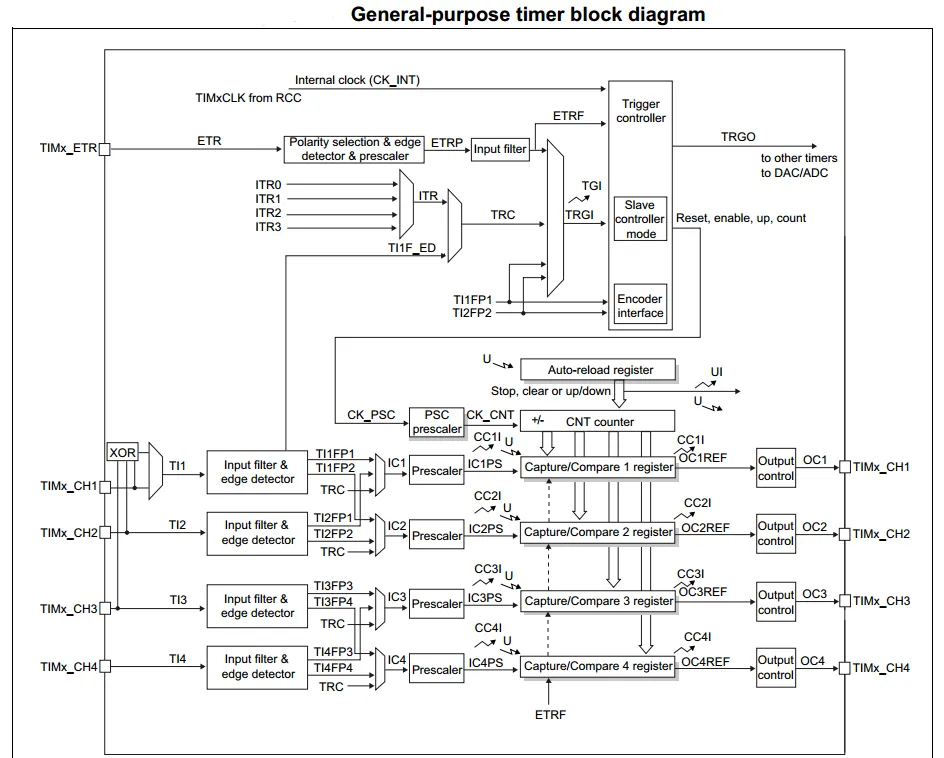 General-purpose timer block diagram
Internal clock (CK_INT)
TIMxCLK from RCC
Trigger
controller
ETRF
TRGO
to other timers
to DAC/ADC
TIMx_ETR
ETR
Polarity selection & edge
detector & prescaler
ETRP
Input filter
ITR0
ITR1
ITR2
ITR3
ITR
TRC
TGI
TRGI
Slave
controller
mode
Reset, enable, up, count
TI1F_ED
TI1FP1
TI2FP2
Encoder
interface
U
Auto-reload register
UI
Stop, clear or up/down
U
CK_PSC
PSC
prescaler
CK_CNT
+/-
CNT counter
XOR
TI1
TIMx_CH1
Input filter &
edge detector
TI1FP1
TI1FP2
TRC
IC1
Prescaler
CC1I
U
IC1PS
Capture/Compare 1 register
CC1I
OC1REF
Output
control
OC1
TIMx_CH1
TIMx_CH2
TI2
Input filter &
edge detector
TI2FP1
TI2FP2
TRC
IC2
Prescaler
CC2I
U
IC2PS
Capture/Compare 2 register
CC2I
OC2REF
Output
control
OC2
TIMx_CH2
TIMx_CH3
TI3
Input filter &
edge detector
TI3FP3
TI3FP4
TRC
IC3
Prescaler
CC3I
U
IC3PS
Capture/Compare 3 register
CC3I
OC3REF
Output
control
OC3
TIMx_CH3
TIMx_CH4
TI4
Input filter &
edge detector
TI4FP3
TI4FP4
TRC
IC4
Prescaler
CC4I
U
IC4PS
Capture/Compare 4 register
CC4I
OC4REF
Output
control
OC4
TIMx_CH4
ETRF